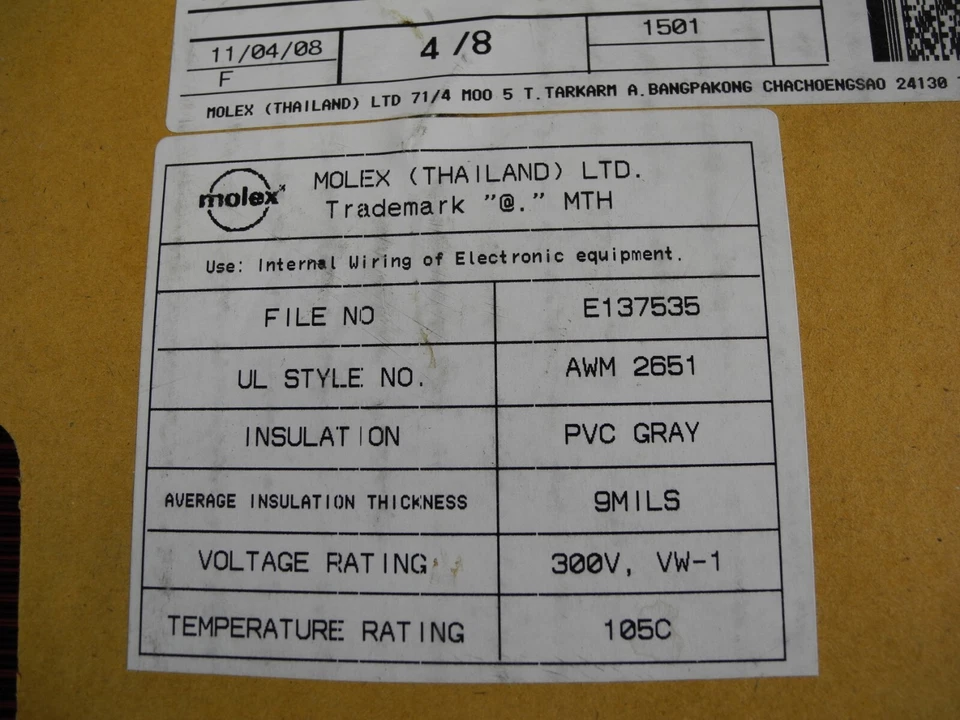 11/04/08
4 /8
1501
F
MOLEX (THAILAND) LTD 71/4 MOO 5 T.TARKARM A.BANGPAKONG CHACHOENGSAO 24130
molex
MOLEX (THAILAND) LTD.
Trademark "@." MTH
Use: Internal Wiring of Electronic equipment.
FILE NO E137535
UL STYLE NO. AWM 2651
INSULATION PVC GRAY
AVERAGE INSULATION THICKNESS 9MILS
VOLTAGE RATING 300V, VW-1
TEMPERATURE RATING 105C